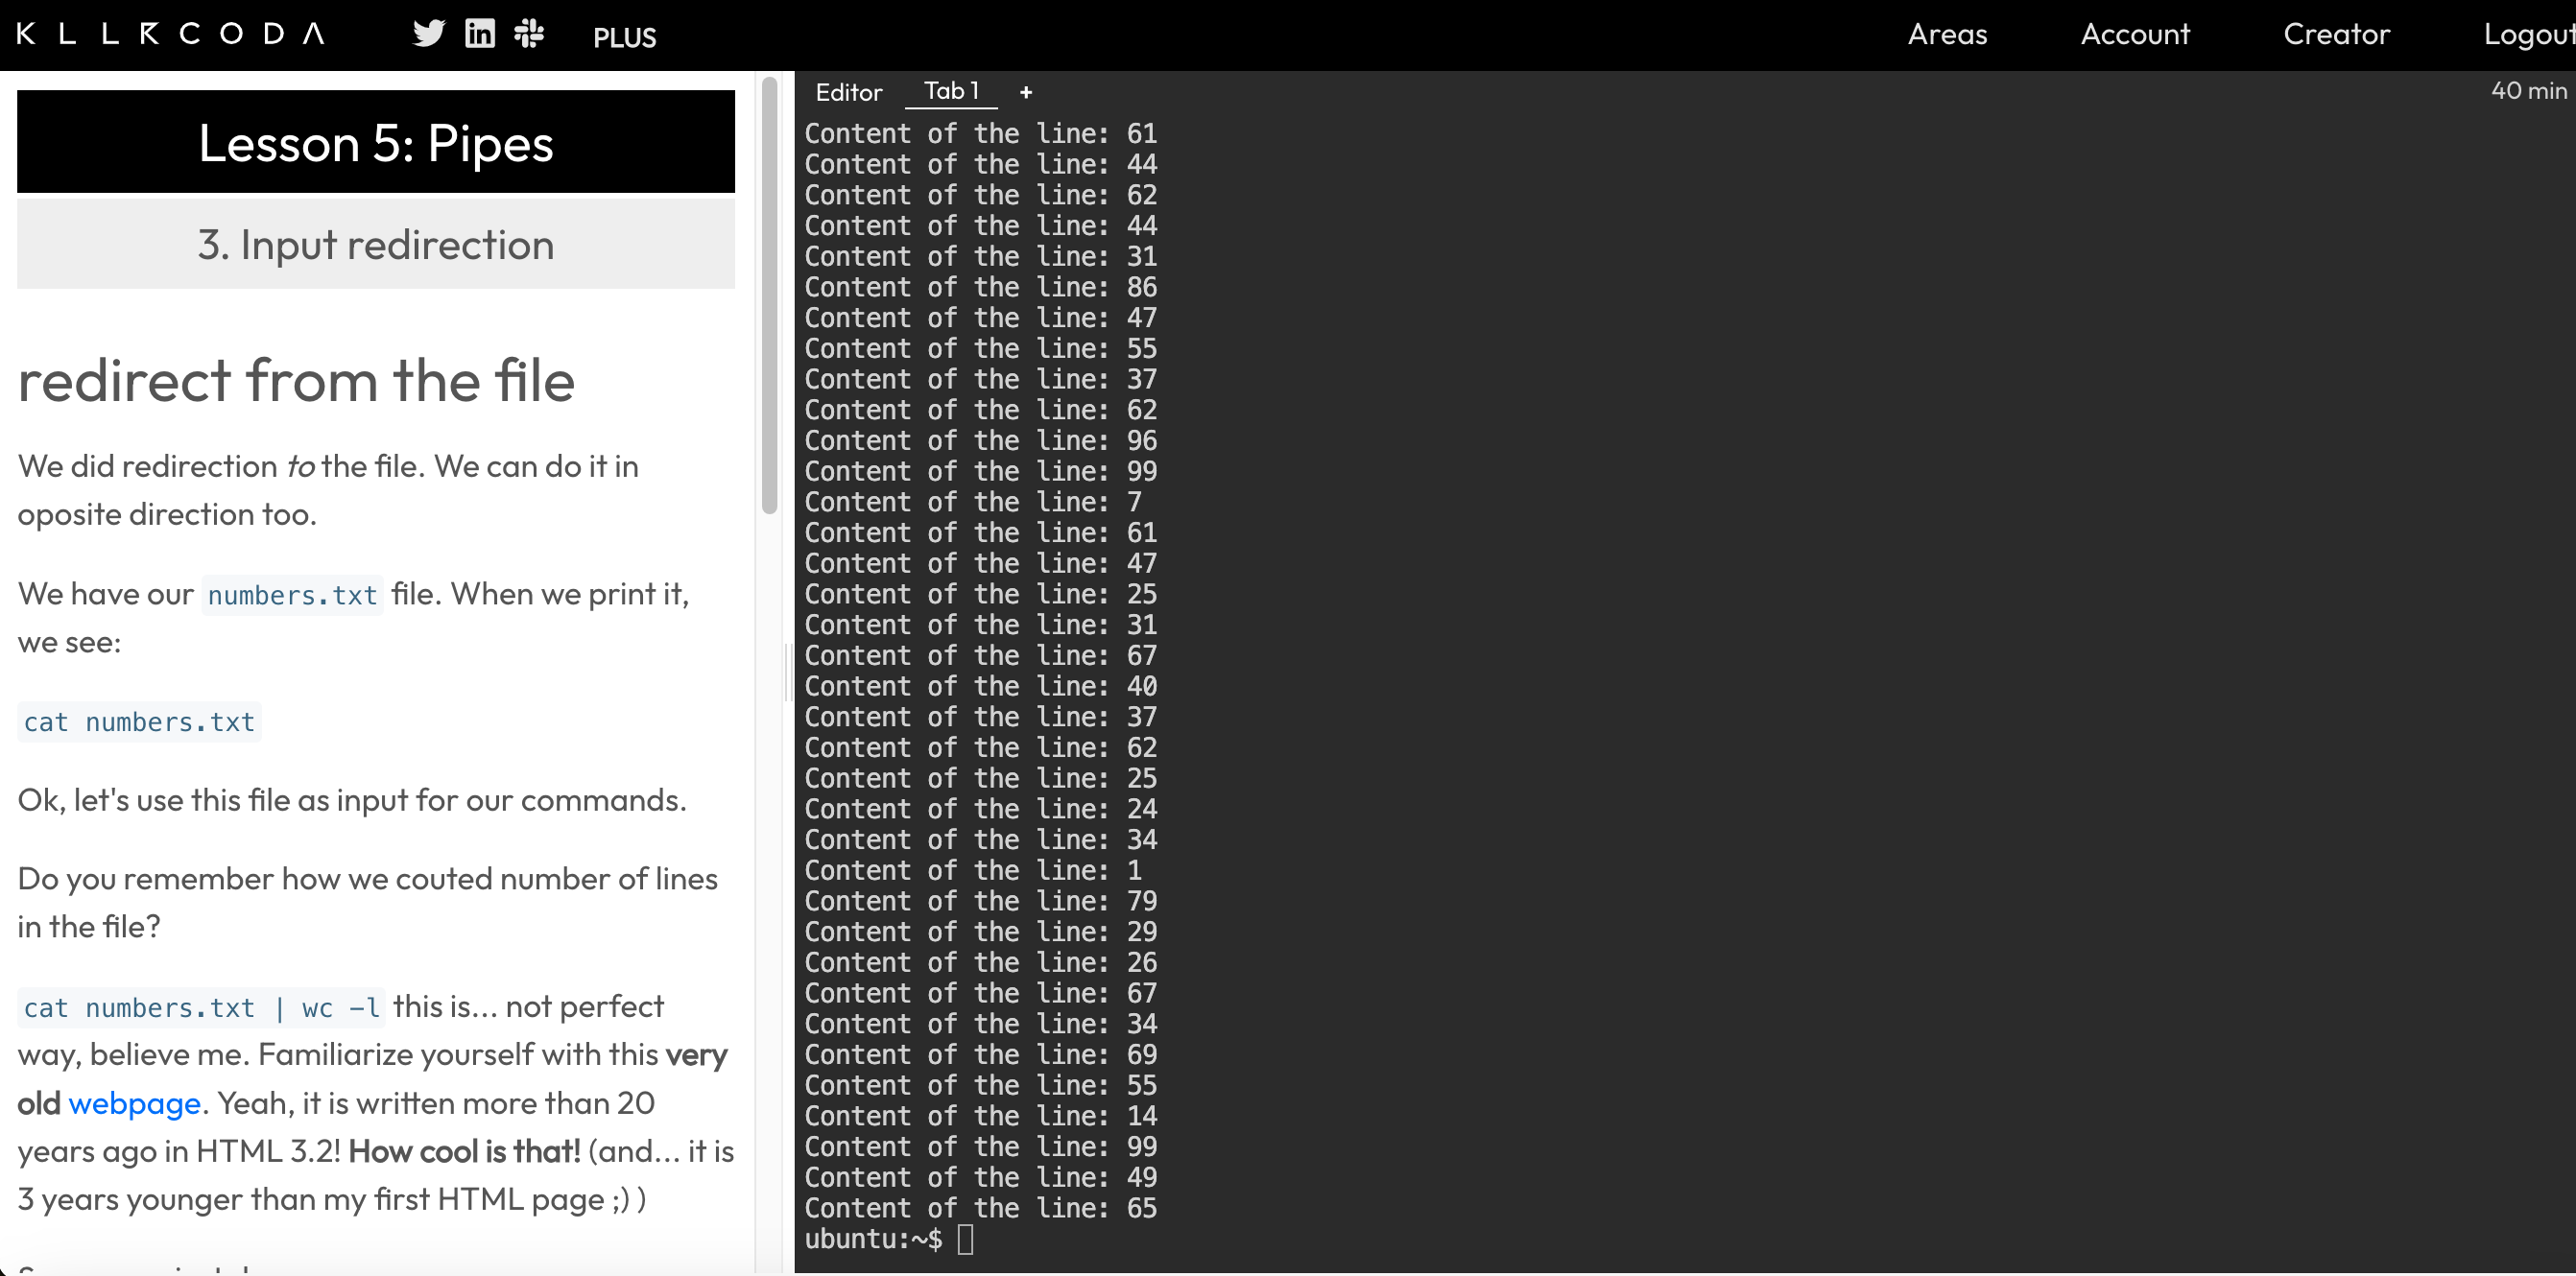 KLLRCODA PLUS Areas Account Creator Logout
Lesson 5: Pipes
3. Input redirection
redirect from the file
We did redirection to the file. We can do it in
oposite direction too.
We have our numbers.txt file. When we print it,
we see:
cat numbers.txt
Ok, let's use this file as input for our commands.
Do you remember how we couted number of lines
in the file?
cat numbers.txt | wc -l this is... not perfect
way, believe me. Familiarize yourself with this very
old webpage. Yeah, it is written more than 20
years ago in HTML 3.2! How cool is that! (and... it is
3 years younger than my first HTML page ;) )
Editor Tab 1 + 40 min
Content of the line: 61
Content of the line: 44
Content of the line: 62
Content of the line: 44
Content of the line: 31
Content of the line: 86
Content of the line: 47
Content of the line: 55
Content of the line: 37
Content of the line: 62
Content of the line: 96
Content of the line: 99
Content of the line: 7
Content of the line: 61
Content of the line: 47
Content of the line: 25
Content of the line: 31
Content of the line: 67
Content of the line: 40
Content of the line: 37
Content of the line: 62
Content of the line: 25
Content of the line: 24
Content of the line: 34
Content of the line: 1
Content of the line: 79
Content of the line: 29
Content of the line: 26
Content of the line: 67
Content of the line: 34
Content of the line: 69
Content of the line: 55
Content of the line: 14
Content of the line: 99
Content of the line: 49
Content of the line: 65
ubuntu:~$